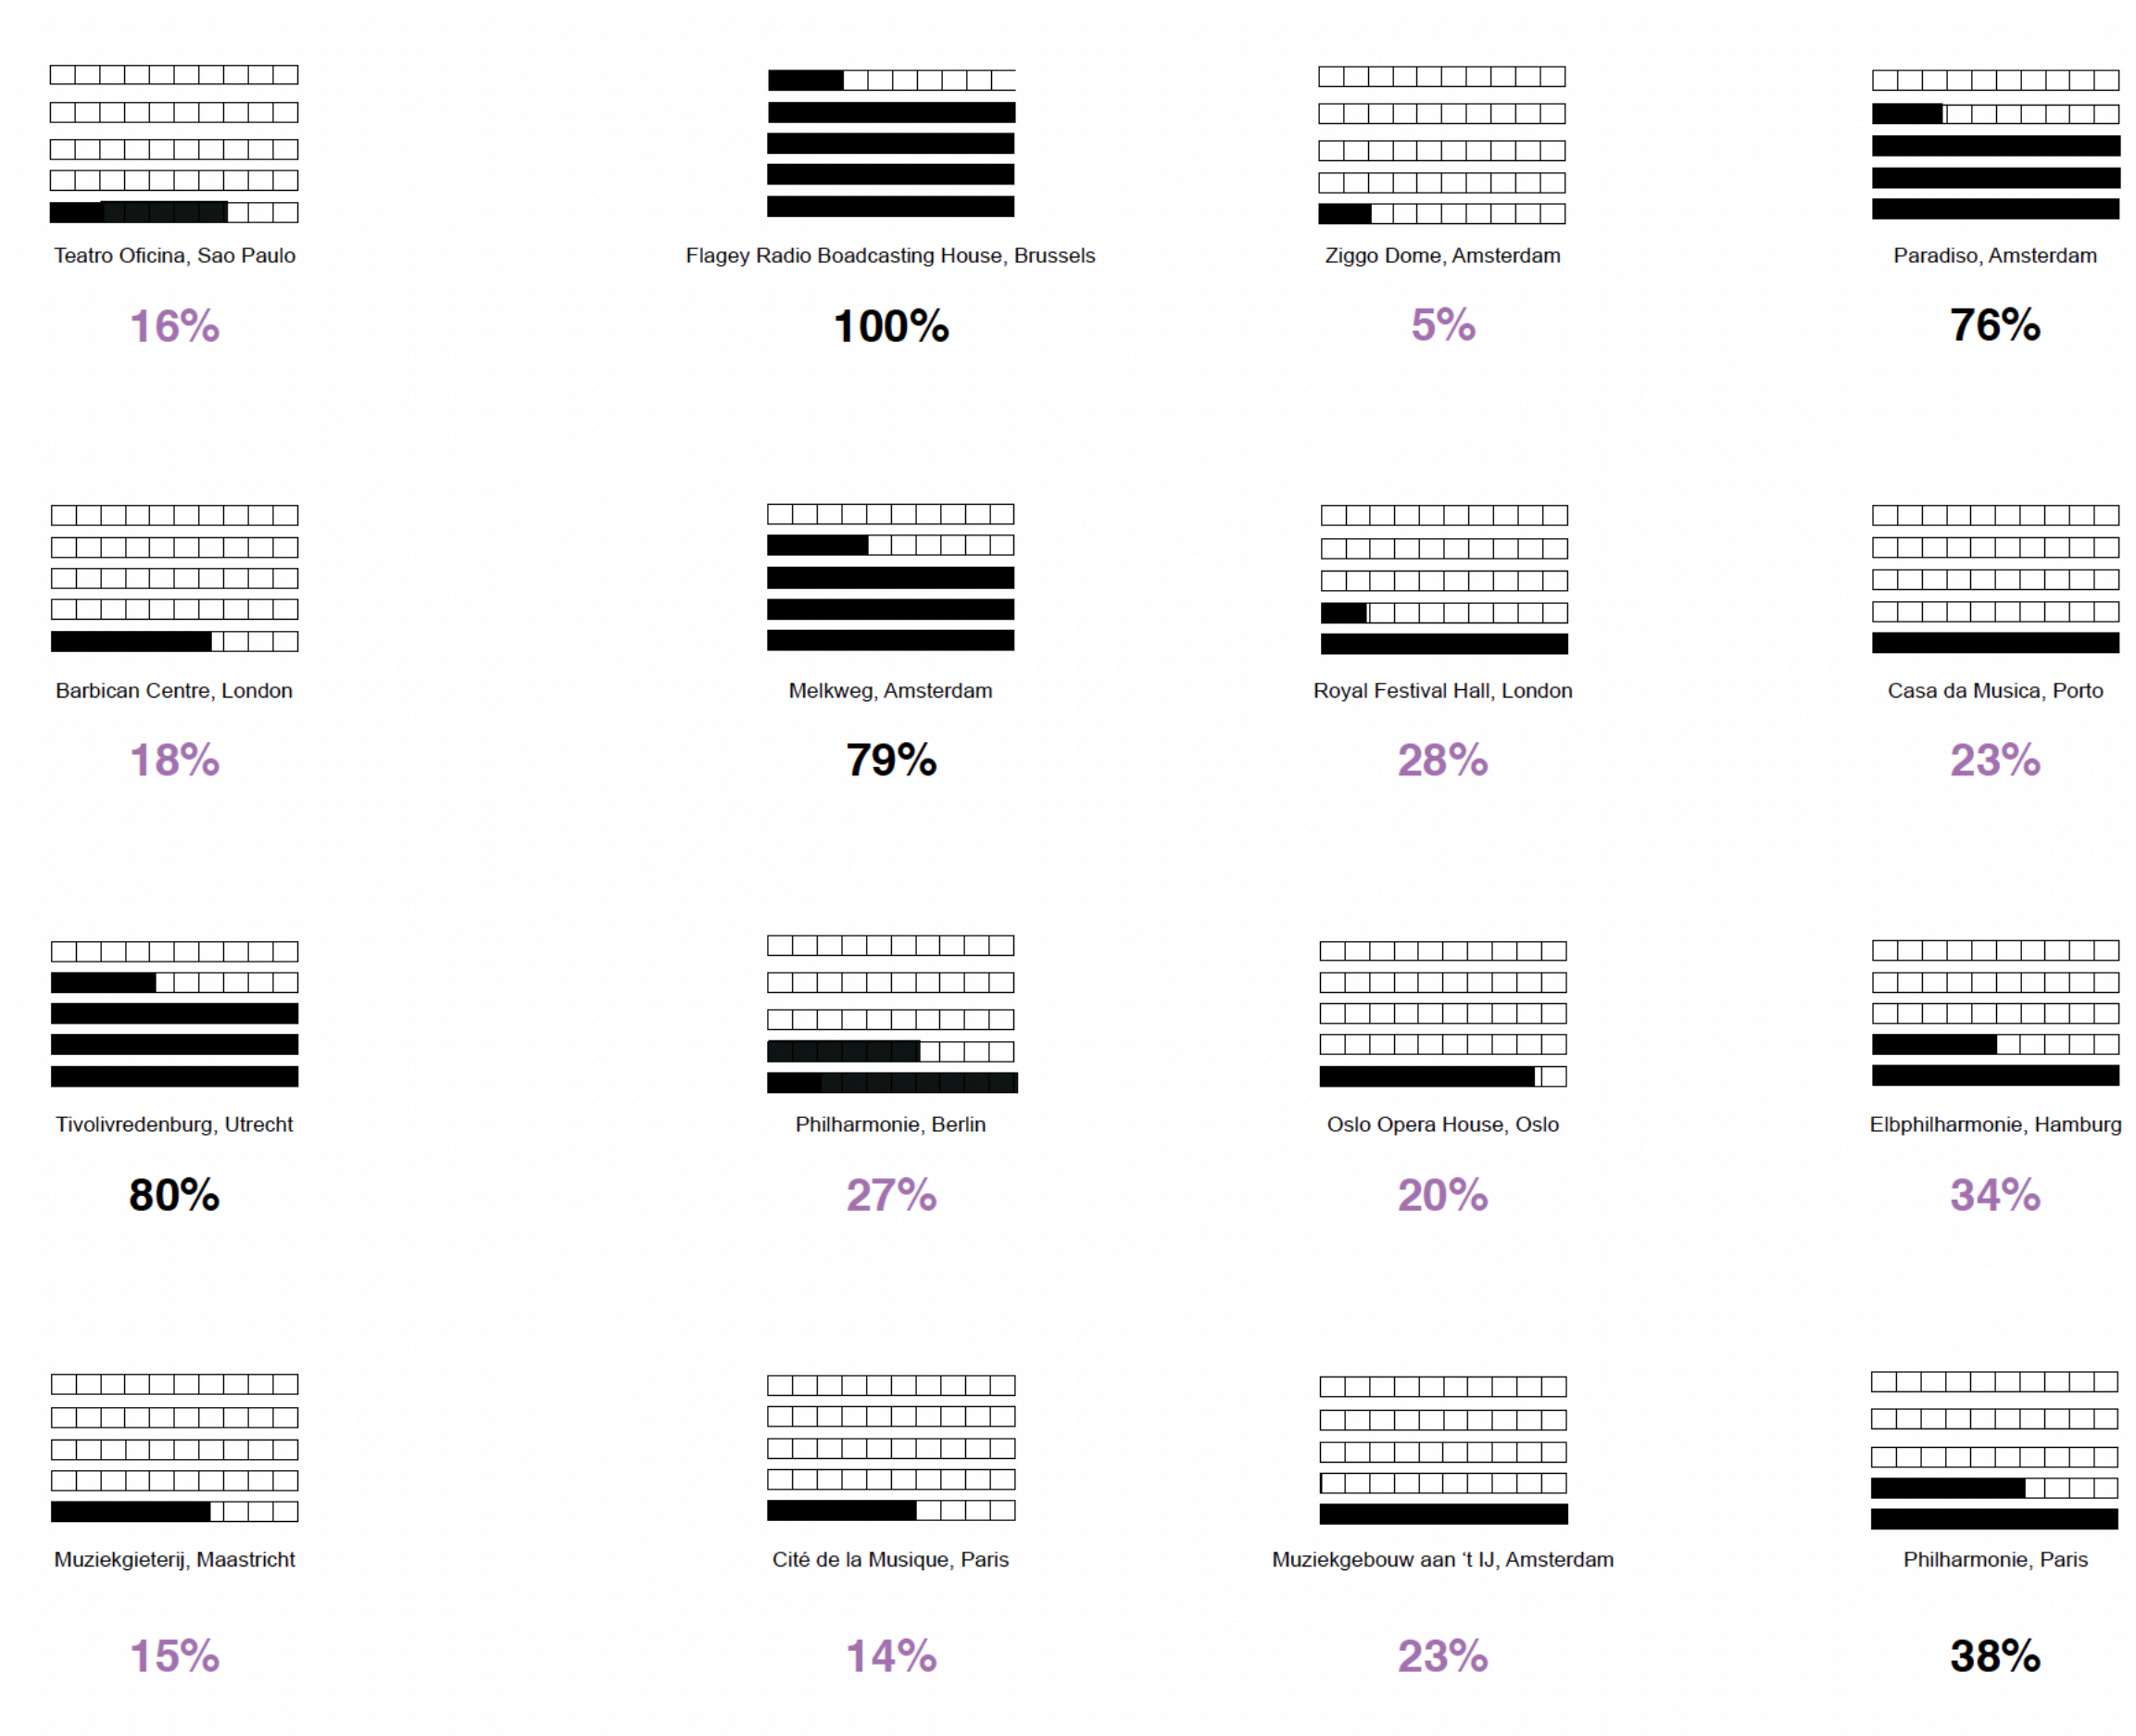 Teatro Oficina, Sao Paulo
Flagey Radio Boadcasting House, Brussels
Ziggo Dome, Amsterdam
Paradiso, Amsterdam
16%
100%
5%
76%
Barbican Centre, London
Melkweg, Amsterdam
Royal Festival Hall, London
Casa da Musica, Porto
18%
79%
28%
23%
Tivolivredenburg, Utrecht
Philharmonie, Berlin
Oslo Opera House, Oslo
Elbphilharmonie, Hamburg
80%
27%
20%
34%
Muziekgieterij, Maastricht
Cité de la Musique, Paris
Muziekgebouw aan ‘t IJ, Amsterdam
Philharmonie, Paris
15%
14%
23%
38%